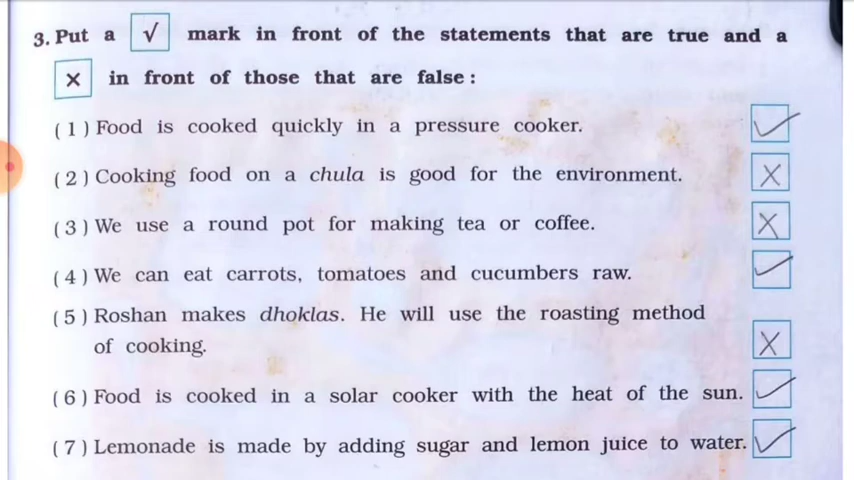 3. Put a √ mark in front of the statements that are true and a
× in front of those that are false :
( 1 ) Food is cooked quickly in a pressure cooker. ✓
( 2 ) Cooking food on a chula is good for the environment. X
( 3 ) We use a round pot for making tea or coffee. X
( 4 ) We can eat carrots, tomatoes and cucumbers raw. ✓
( 5 ) Roshan makes dhoklas. He will use the roasting method
of cooking. X
( 6 ) Food is cooked in a solar cooker with the heat of the sun. ✓
( 7 ) Lemonade is made by adding sugar and lemon juice to water. ✓